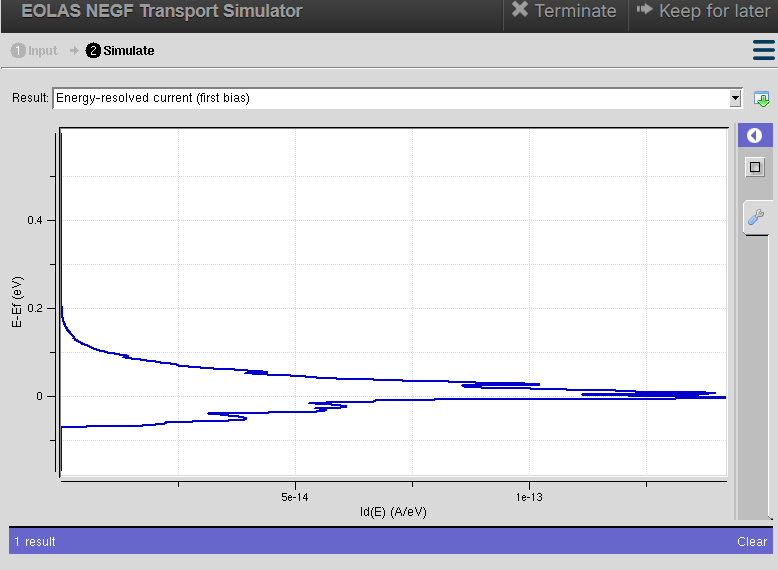 EOLAS NEGF Transport Simulator
Terminate
Keep for later
1 Input
2 Simulate
Result: Energy-resolved current (first bias)
0.4
0.2
0
E-Ef (eV)
5e-14
1e-13
Id(E) (A/eV)
1 result
Clear